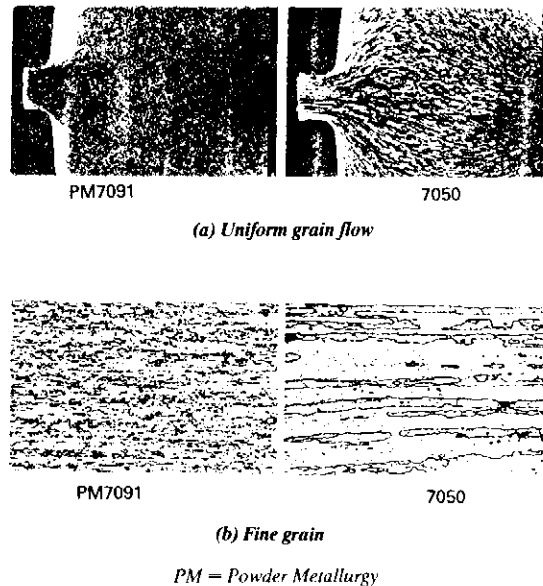 PM7091 7050
(a) Uniform grain flow
PM7091 7050
(b) Fine grain
PM = Powder Metallurgy